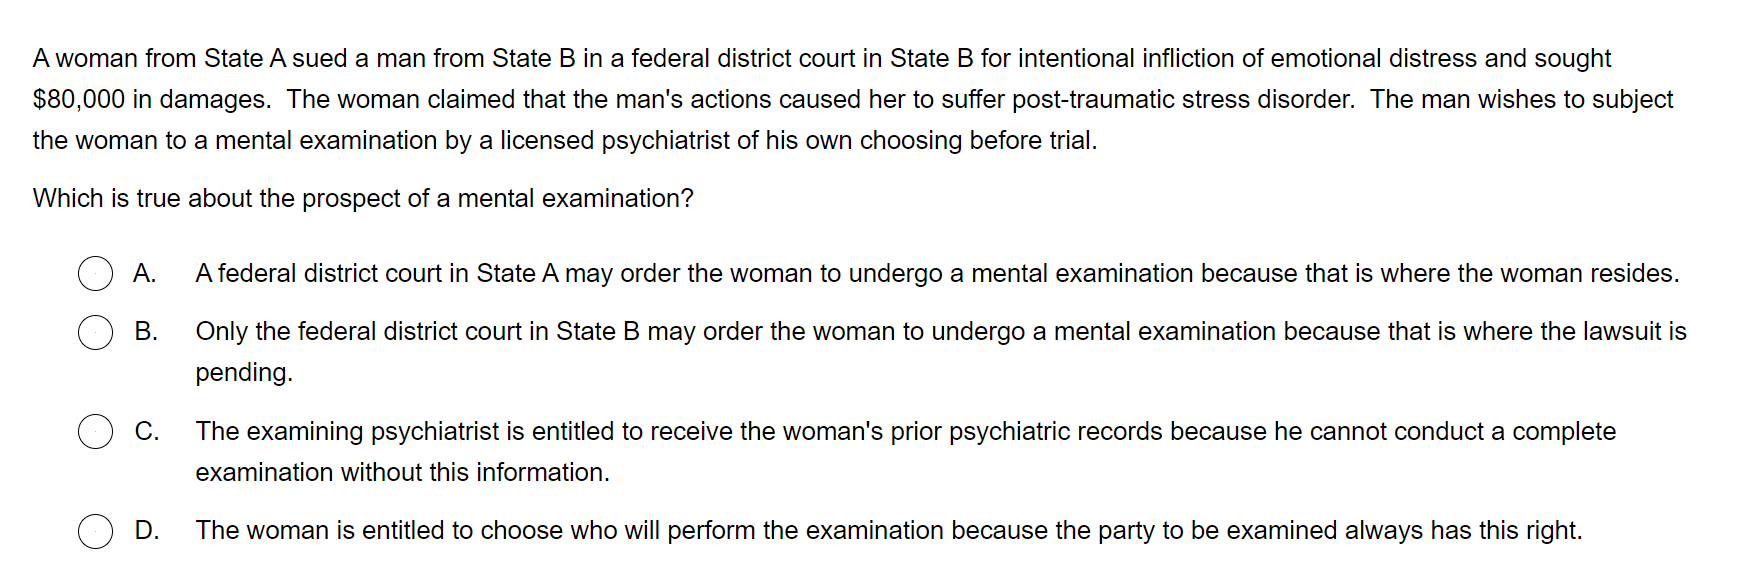 A woman from State A sued a man from State B in a federal district court in State B for intentional infliction of emotional distress and sought
$80,000 in damages.  The woman claimed that the man's actions caused her to suffer post-traumatic stress disorder.  The man wishes to subject
the woman to a mental examination by a licensed psychiatrist of his own choosing before trial.
Which is true about the prospect of a mental examination?
A. A federal district court in State A may order the woman to undergo a mental examination because that is where the woman resides.
B. Only the federal district court in State B may order the woman to undergo a mental examination because that is where the lawsuit is
pending.
C. The examining psychiatrist is entitled to receive the woman's prior psychiatric records because he cannot conduct a complete
examination without this information.
D. The woman is entitled to choose who will perform the examination because the party to be examined always has this right.